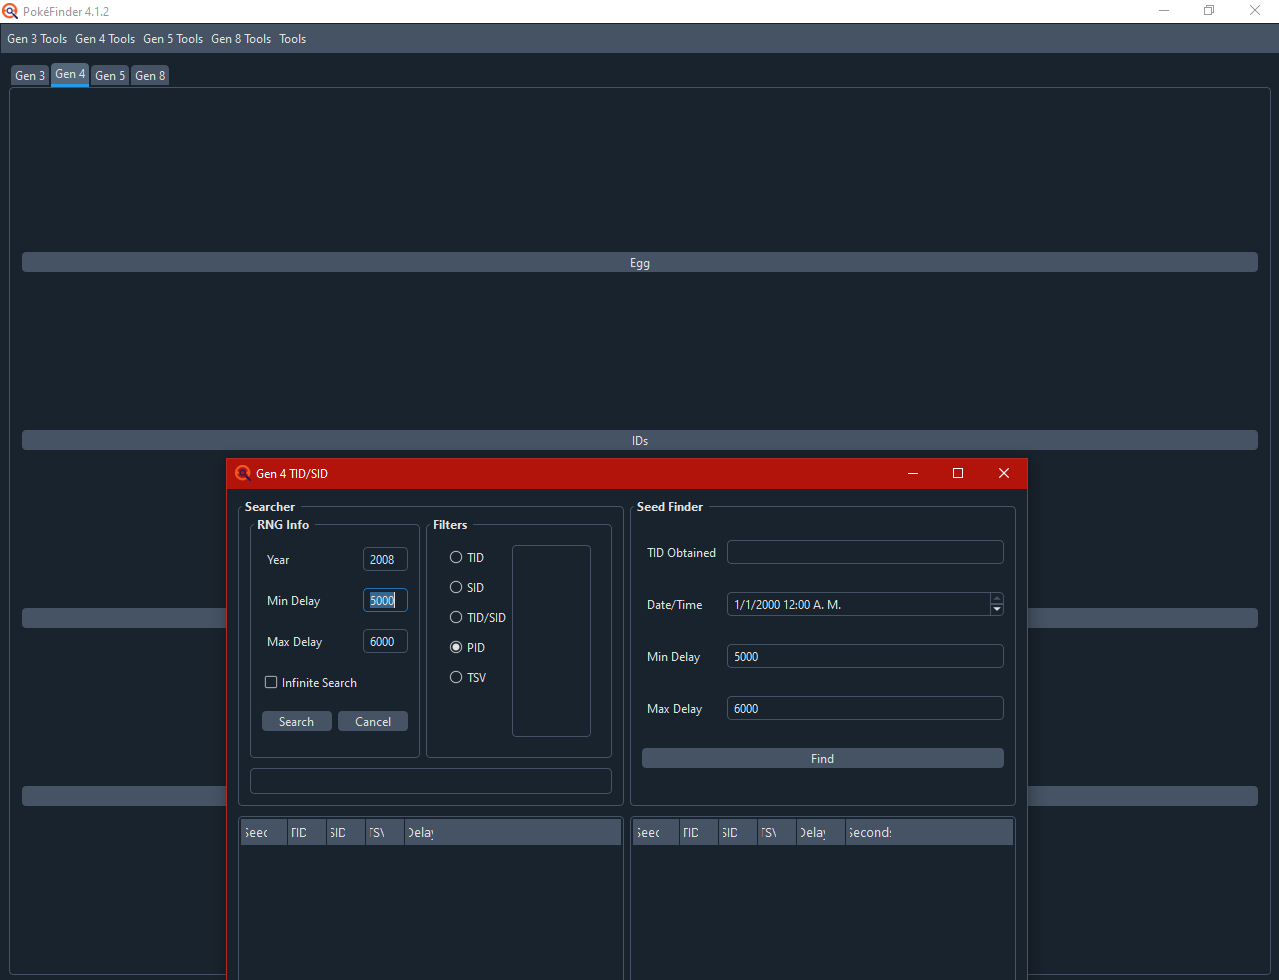 PokéFinder 4.1.2
Gen 3 Tools Gen 4 Tools Gen 5 Tools Gen 8 Tools Tools
Gen 3 Gen 4 Gen 5 Gen 8
Egg
IDs
Gen 4 TID/SID
Searcher
RNG Info
Year 2008
Min Delay 5000
Max Delay 6000
Infinite Search
Search Cancel
Filters
TID
SID
TID/SID
PID
TSV
Seed Finder
TID Obtained
Date/Time 1/1/2000 12:00 A. M.
Min Delay 5000
Max Delay 6000
Find
Seed TID SID TSV Delay
Seed TID SID TSV Delay Seconds